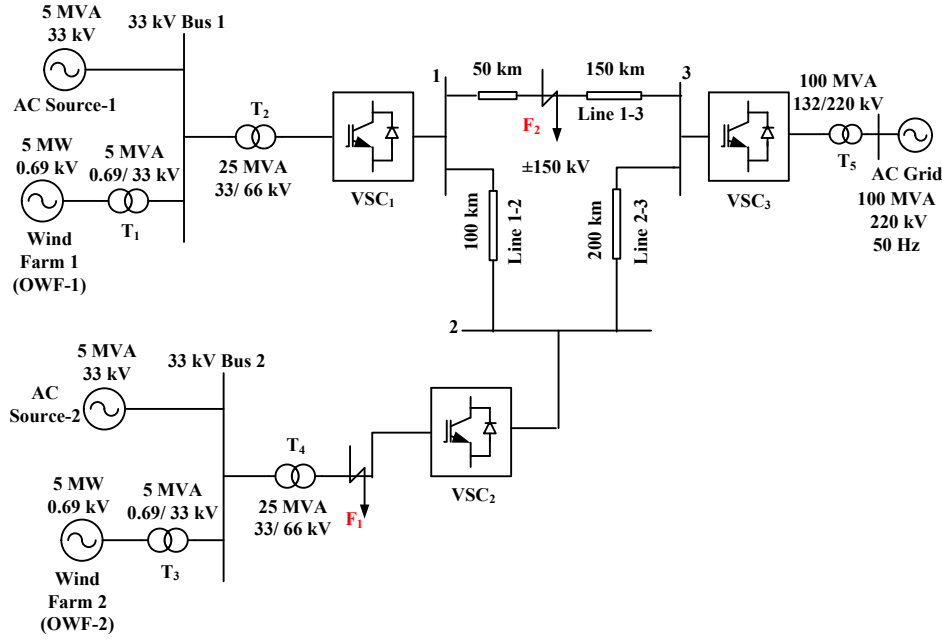 5 MVA
33 kV
AC Source-1
33 kV Bus 1
5 MW
0.69 kV
5 MVA
0.69/ 33 kV
T1
Wind
Farm 1
(OWF-1)
T2
25 MVA
33/ 66 kV
VSC1
1
50 km
150 km
3
F2
Line 1-3
±150 kV
100 km
Line 1-2
200 km
Line 2-3
VSC3
100 MVA
132/220 kV
T5
AC Grid
100 MVA
220 kV
50 Hz
2
5 MVA
33 kV
AC
Source-2
33 kV Bus 2
5 MW
0.69 kV
5 MVA
0.69/ 33 kV
T3
Wind
Farm 2
(OWF-2)
T4
25 MVA
33/ 66 kV
F1
VSC2